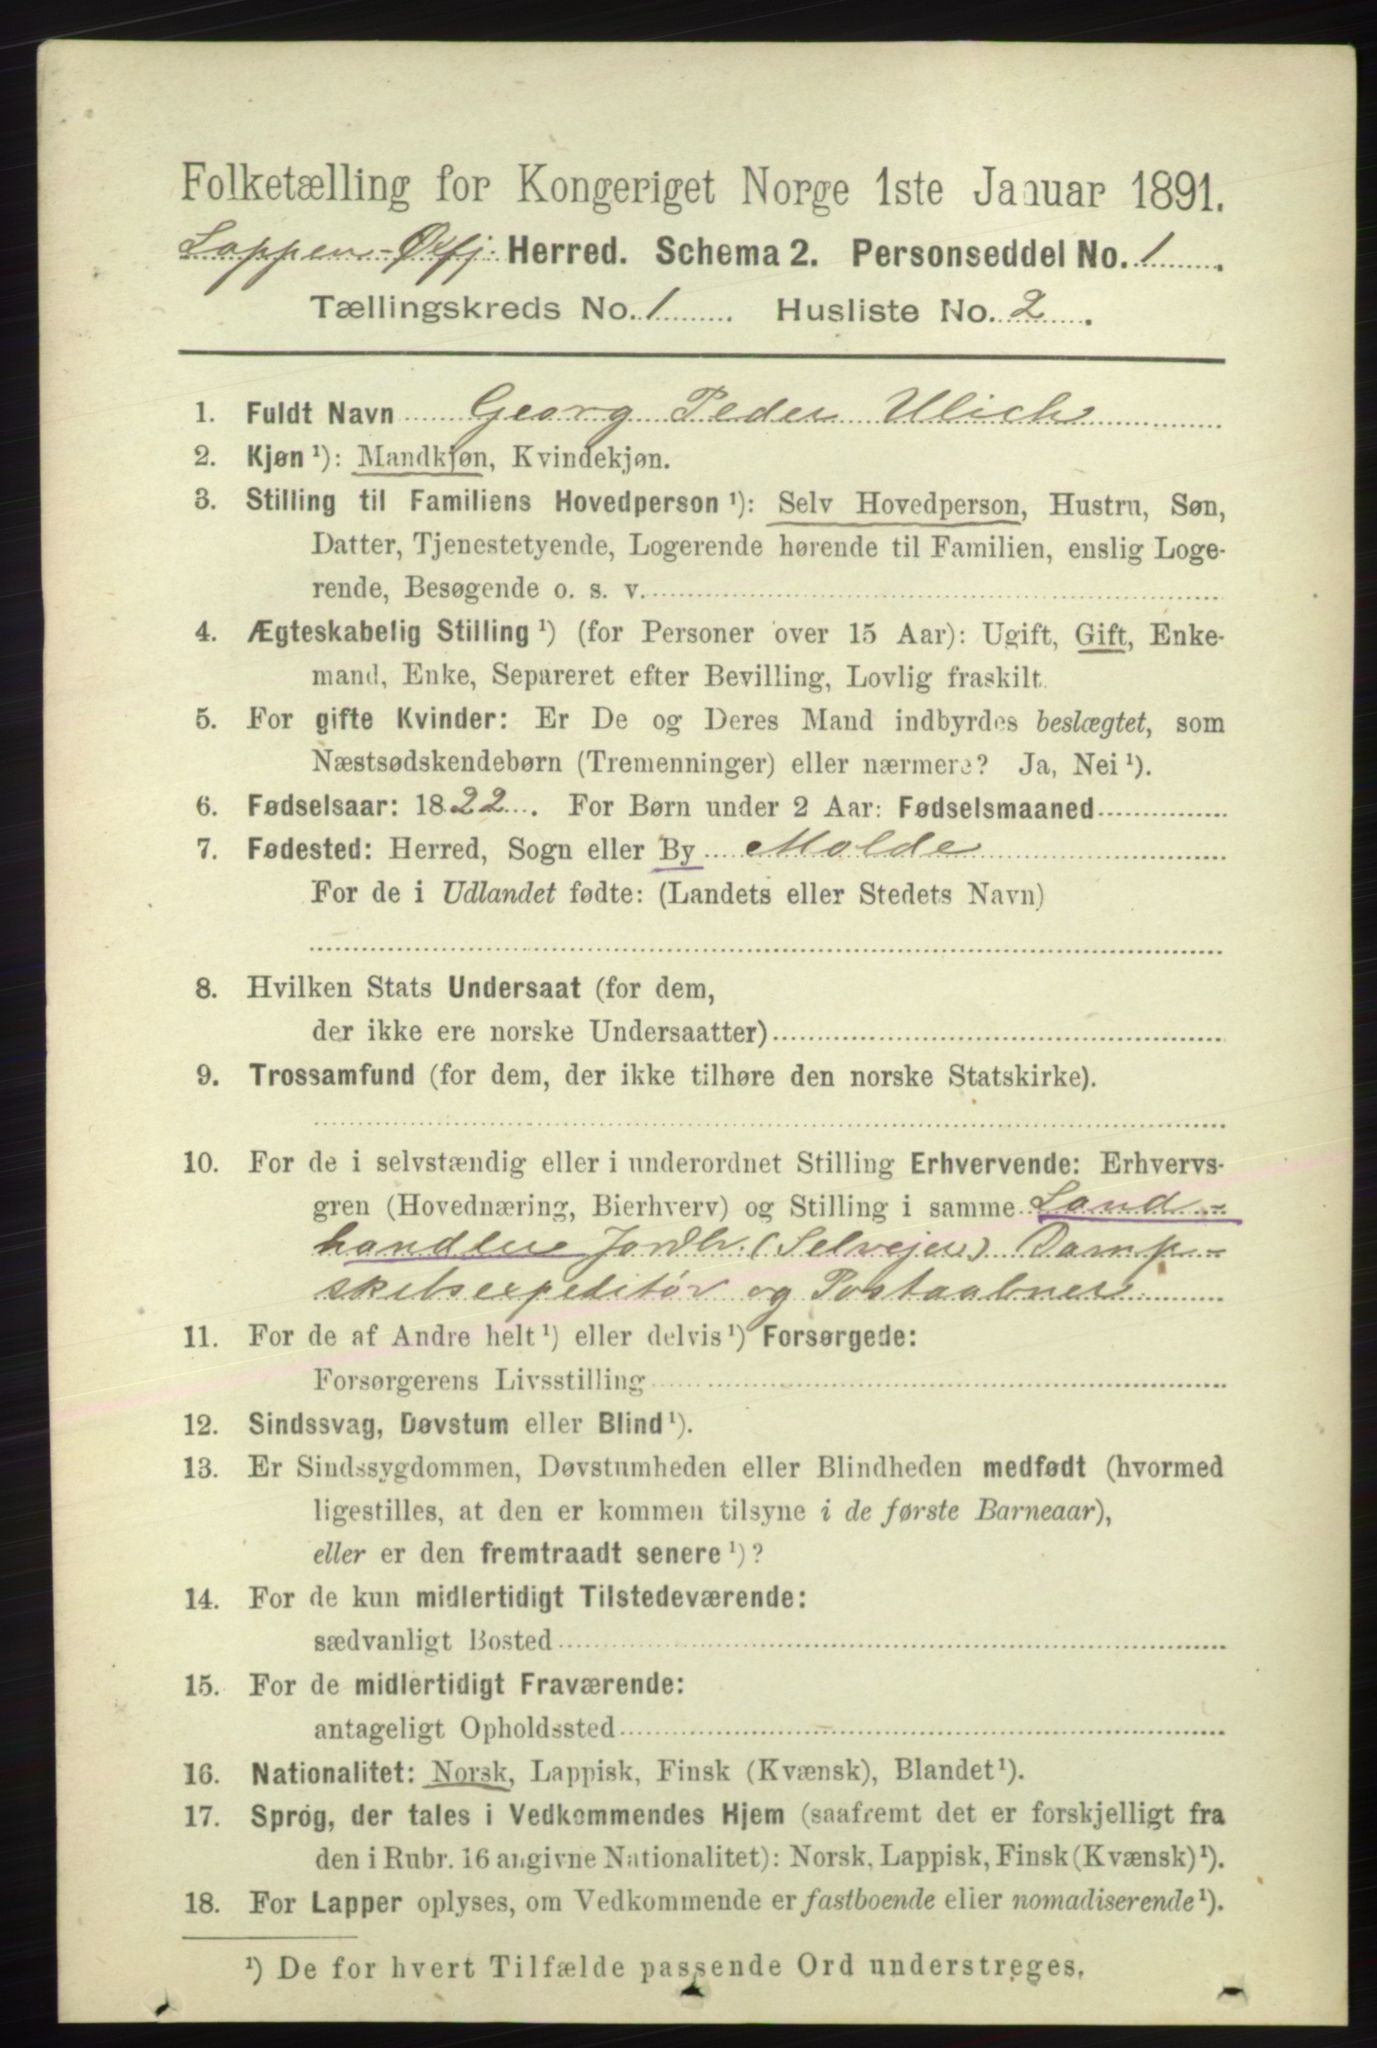 Folketælling for Kongeriget Norge 1ste Januar 1891.
Loppen-Øxfj. Herred. Schema 2. Personseddel No. 1
Tællingskreds No. 1 Husliste No. 2
1. Fuldt Navn Georg Peder Ulich
2. Kjøn ¹): Mandkjøn, Kvindekjøn.
3. Stilling til Familiens Hovedperson ¹): Selv Hovedperson, Hustru, Søn,
Datter, Tjenestetyende, Logerende hørende til Familien, enslig Loge-
rende, Besøgende o. s. v.
4. Ægteskabelig Stilling ¹) (for Personer over 15 Aar): Ugift, Gift, Enke-
mand, Enke, Separeret efter Bevilling, Lovlig fraskilt.
5. For gifte Kvinder: Er De og Deres Mand indbyrdes beslægtet, som
Næstsødskendebørn (Tremenninger) eller nærmere? Ja, Nei ¹).
6. Fødselsaar: 1822. For Børn under 2 Aar: Fødselsmaaned
7. Fødested: Herred, Sogn eller By Molde
For de i Udlandet fødte: (Landets eller Stedets Navn)
8. Hvilken Stats Undersaat (for dem,
der ikke ere norske Undersaatter)
9. Trossamfund (for dem, der ikke tilhøre den norske Statskirke).
10. For de i selvstændig eller i underordnet Stilling Erhvervende: Erhvervs-
gren (Hovednæring, Bierhverv) og Stilling i samme Land-
handler Jordbr. (Selveier) Damp-
skibsexpeditør og Postaabner
11. For de af Andre helt ¹) eller delvis ¹) Forsørgede:
Forsørgerens Livsstilling
12. Sindssvag, Døvstum eller Blind ¹).
13. Er Sindssygdommen, Døvstumheden eller Blindheden medfødt (hvormed
ligestilles, at den er kommen tilsyne i de første Barneaar),
eller er den fremtraadt senere ¹)?
14. For de kun midlertidigt Tilstedeværende:
sædvanligt Bosted
15. For de midlertidigt Fraværende:
antageligt Opholdssted
16. Nationalitet: Norsk, Lappisk, Finsk (Kvænsk), Blandet ¹).
17. Sprog, der tales i Vedkommendes Hjem (saafremt det er forskjelligt fra
den i Rubr. 16 angivne Nationalitet): Norsk, Lappisk, Finsk (Kvænsk) ¹).
18. For Lapper oplyses, om Vedkommende er fastboende eller nomadiserende ¹).
¹) De for hvert Tilfælde passende Ord understreges.